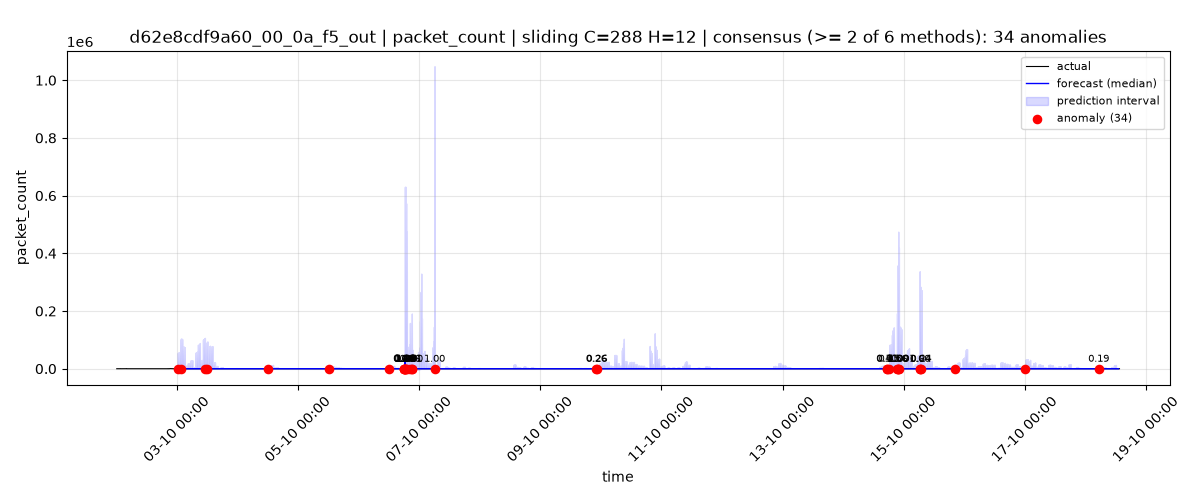 d62e8cdf9a60_00_0a_f5_out | packet_count | sliding C=288 H=12 | consensus (>= 2 of 6 methods): 34 anomalies
1e6
1.0
0.8
0.6
0.4
0.2
0.0
packet_count
actual
forecast (median)
prediction interval
anomaly (34)
1.00
0.26
0.19
03-10 00:00
05-10 00:00
07-10 00:00
09-10 00:00
11-10 00:00
13-10 00:00
15-10 00:00
17-10 00:00
19-10 00:00
time